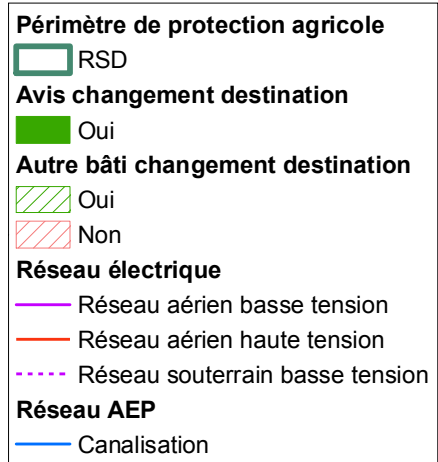 Périmètre de protection agricole
RSD
Avis changement destination
Oui
Autre bâti changement destination
Oui
Non
Réseau électrique
Réseau aérien basse tension
Réseau aérien haute tension
Réseau souterrain basse tension
Réseau AEP
Canalisation